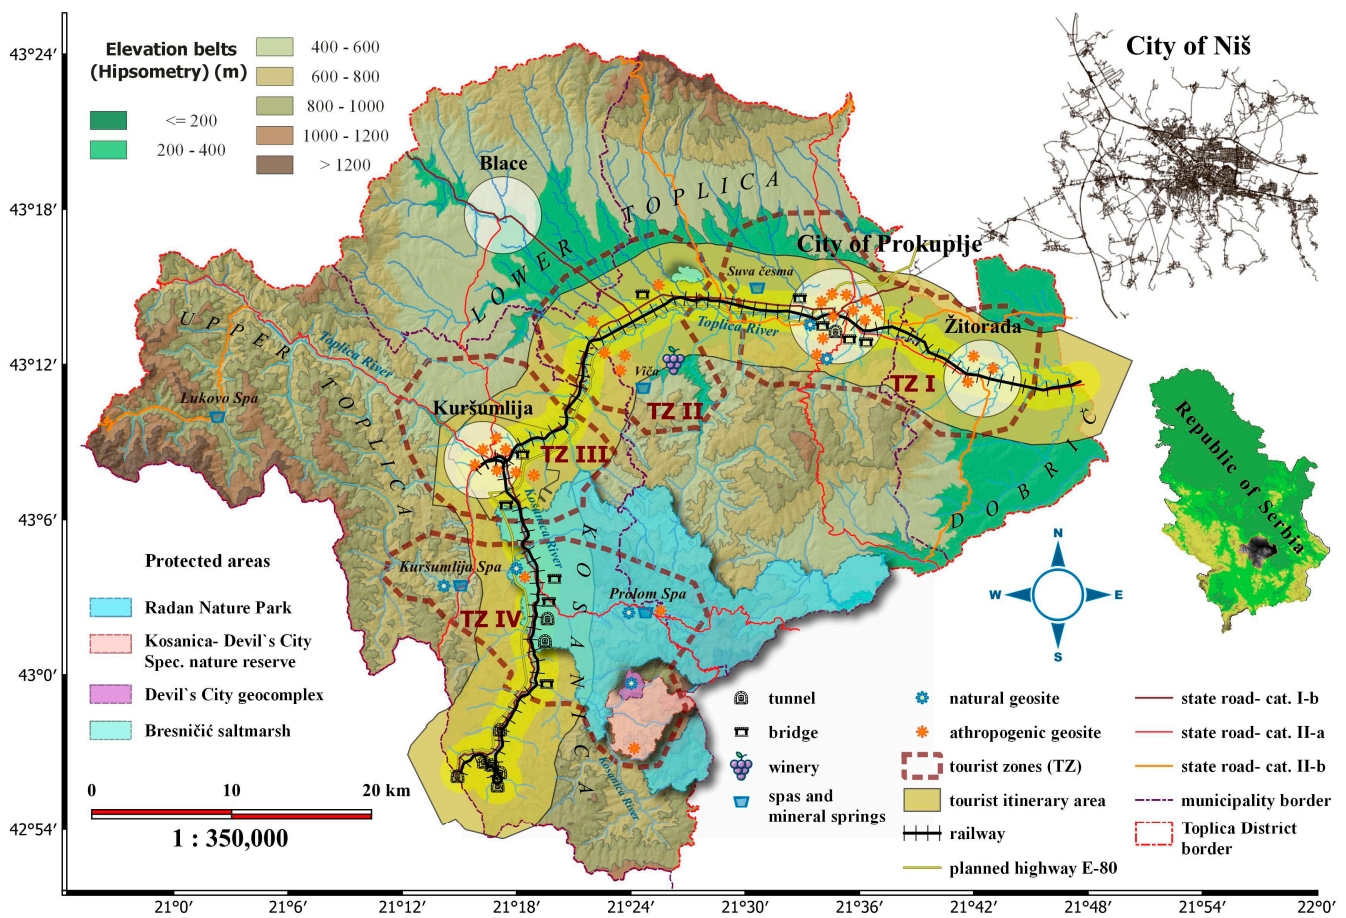 Elevation belts
(Hipsometry) (m)
<= 200
200 - 400
400 - 600
600 - 800
800 - 1000
1000 - 1200
> 1200
City of Niš
Blace
LOWER TOPLICA
City of Prokuplje
Suva česma
Toplica River
Žitorađa
UPPER TOPLICA
Toplica River
Lukovo Spa
Viča
TZ I
TZ II
Kuršumlija
TZ III
DOBRIČ
Republic of Serbia
Kosanica River
KOSANICA
Kuršumlija Spa
Prolom Spa
TZ IV
Kosanica River
N
W
E
S
Protected areas
Radan Nature Park
Kosanica- Devil`s City
Spec. nature reserve
Devil`s City geocomplex
Bresničić saltmarsh
0 10 20 km
1 : 350,000
tunnel
bridge
winery
spas and
mineral springs
natural geosite
athropogenic geosite
tourist zones (TZ)
tourist itinerary area
railway
planned highway E-80
state road- cat. I-b
state road- cat. II-a
state road- cat. II-b
municipality border
Toplica District
border
43°24′
43°18′
43°12′
43°6′
43°0′
42°54′
21°0′ 21°6′ 21°12′ 21°18′ 21°24′ 21°30′ 21°36′ 21°42′ 21°48′ 21°54′ 22°0′